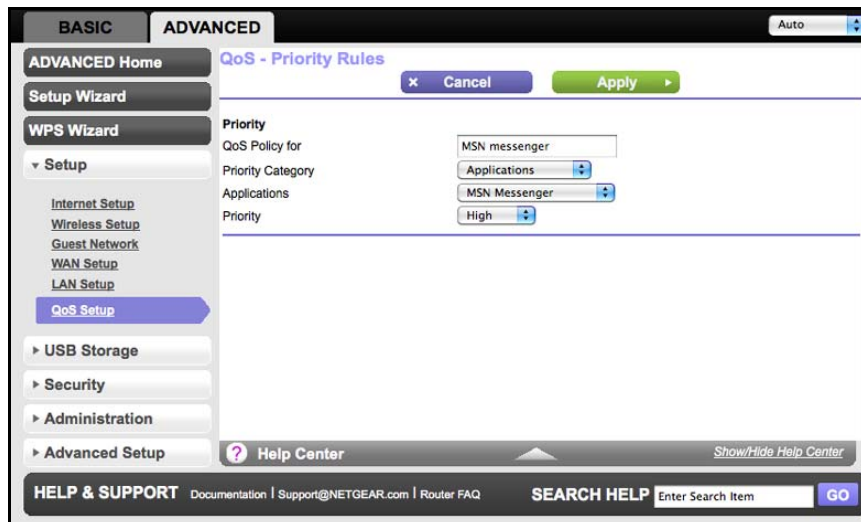 BASIC
ADVANCED
Auto
ADVANCED Home
Setup Wizard
WPS Wizard
Setup
Internet Setup
Wireless Setup
Guest Network
WAN Setup
LAN Setup
QoS Setup
USB Storage
Security
Administration
Advanced Setup
QoS - Priority Rules
× Cancel
Apply
Priority
QoS Policy for MSN messenger
Priority Category Applications
Applications MSN Messenger
Priority High
? Help Center
Show/Hide Help Center
HELP & SUPPORT Documentation | Support@NETGEAR.com | Router FAQ
SEARCH HELP Enter Search Item GO